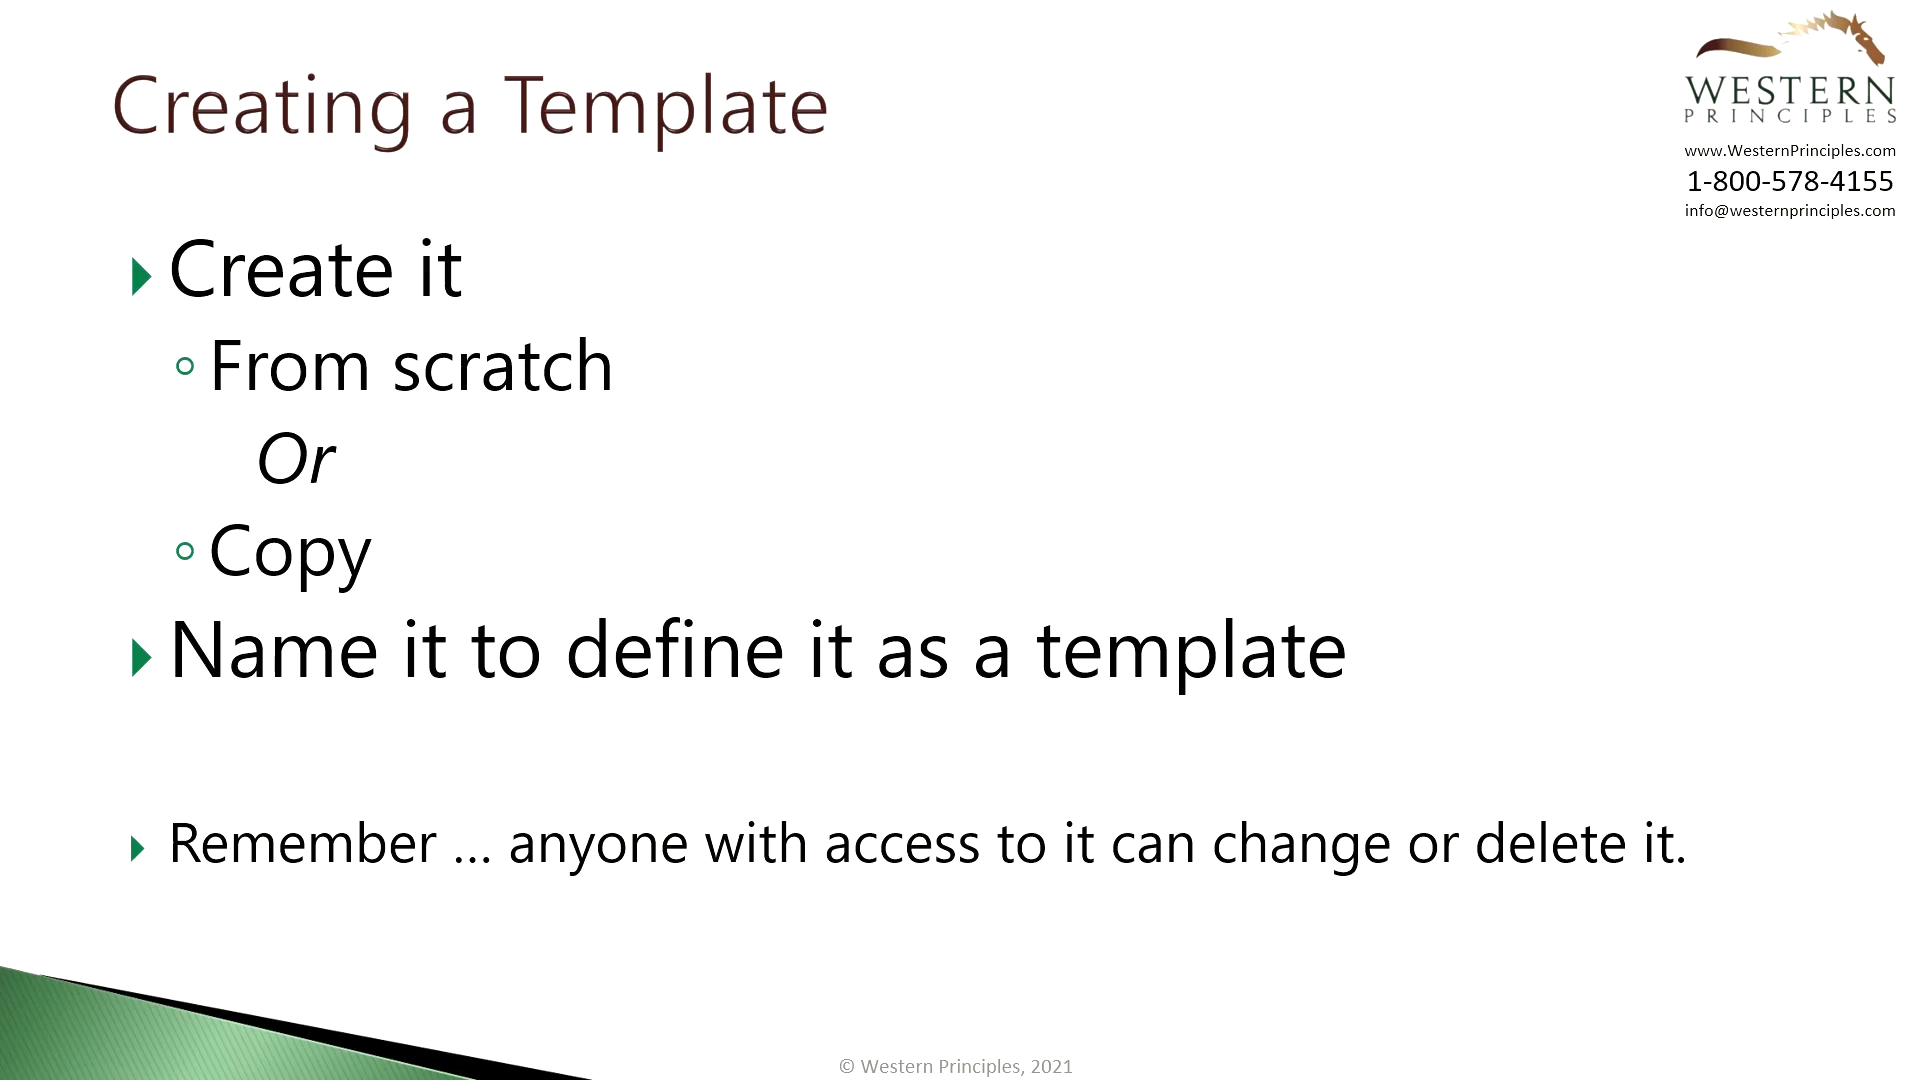 Creating a Template
WESTERN
PRINCIPLES
www.WesternPrinciples.com
1-800-578-4155
info@westernprinciples.com
Create it
From scratch
Or
Copy
Name it to define it as a template
Remember … anyone with access to it can change or delete it.
© Western Principles, 2021